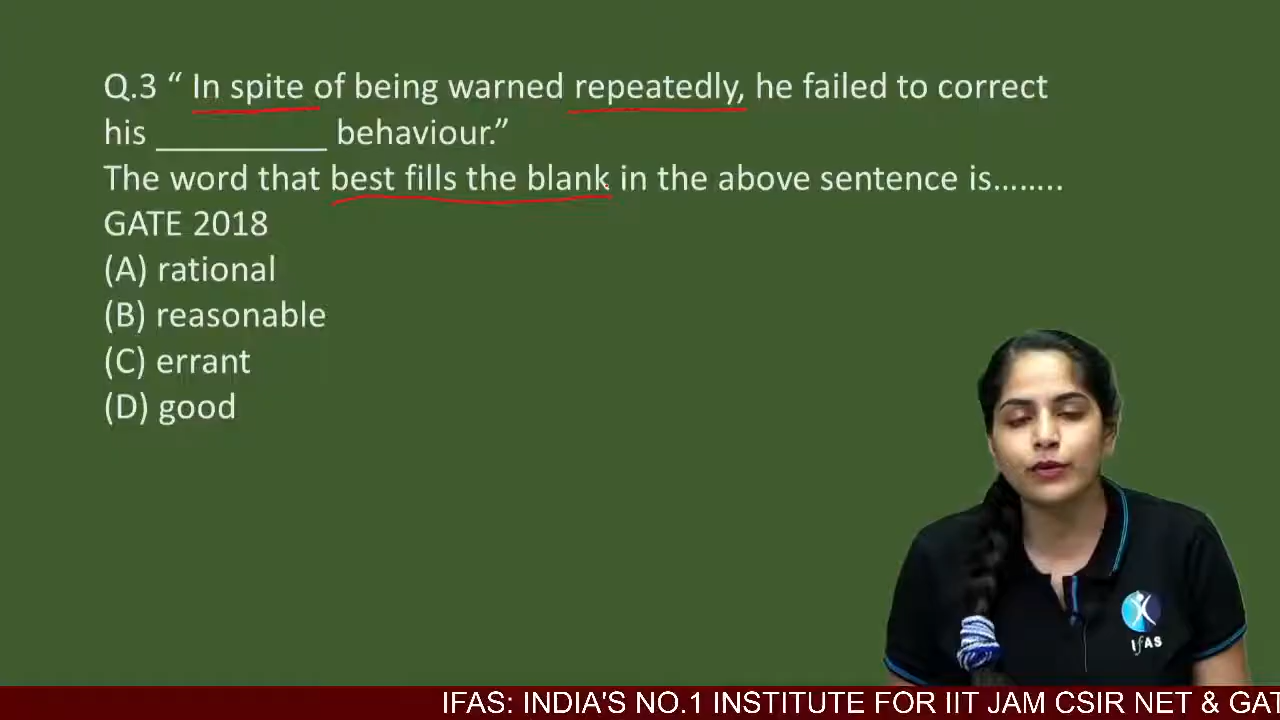 Q.3 “ In spite of being warned repeatedly, he failed to correct
his _________ behaviour.”
The word that best fills the blank in the above sentence is……..
GATE 2018
(A) rational
(B) reasonable
(C) errant
(D) good
IfAS
IFAS: INDIA'S NO.1 INSTITUTE FOR IIT JAM CSIR NET & GAT